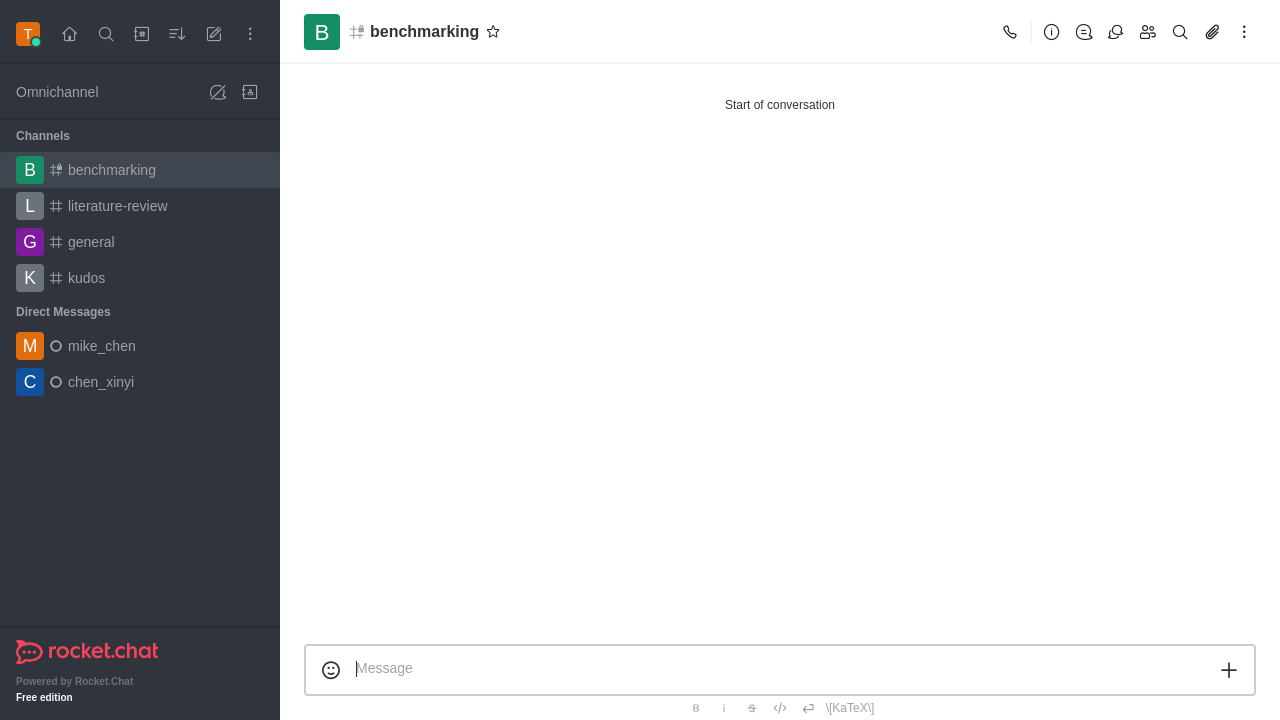 T
Omnichannel
Channels
B benchmarking
L literature-review
G general
K kudos
Direct Messages
M mike_chen
C chen_xinyi
rocket.chat
Powered by Rocket.Chat
Free edition
B benchmarking
Start of conversation
Message
B i S \[KaTeX\]